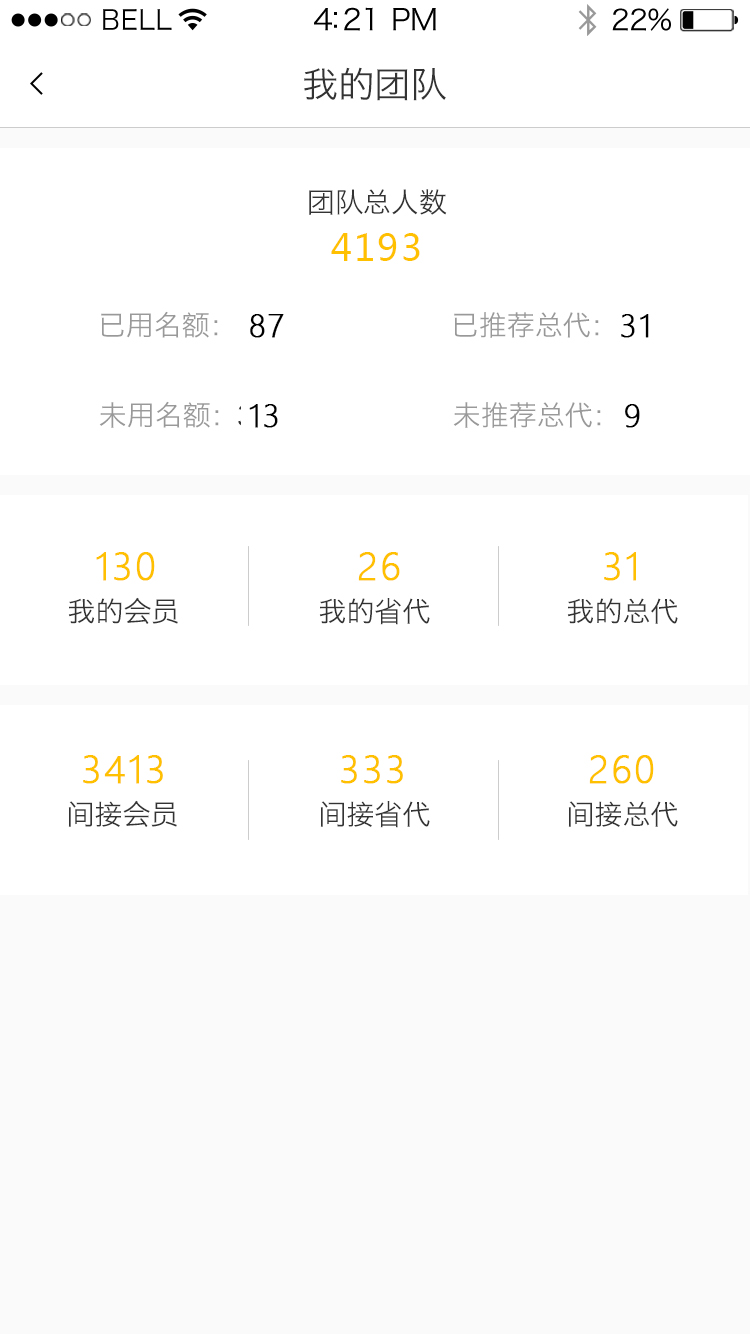 BELL 4:21 PM 22%
我的团队
团队总人数
4193
已用名额： 87 已推荐总代： 31
未用名额： 13 未推荐总代： 9
130 26 31
我的会员 我的省代 我的总代
3413 333 260
间接会员 间接省代 间接总代